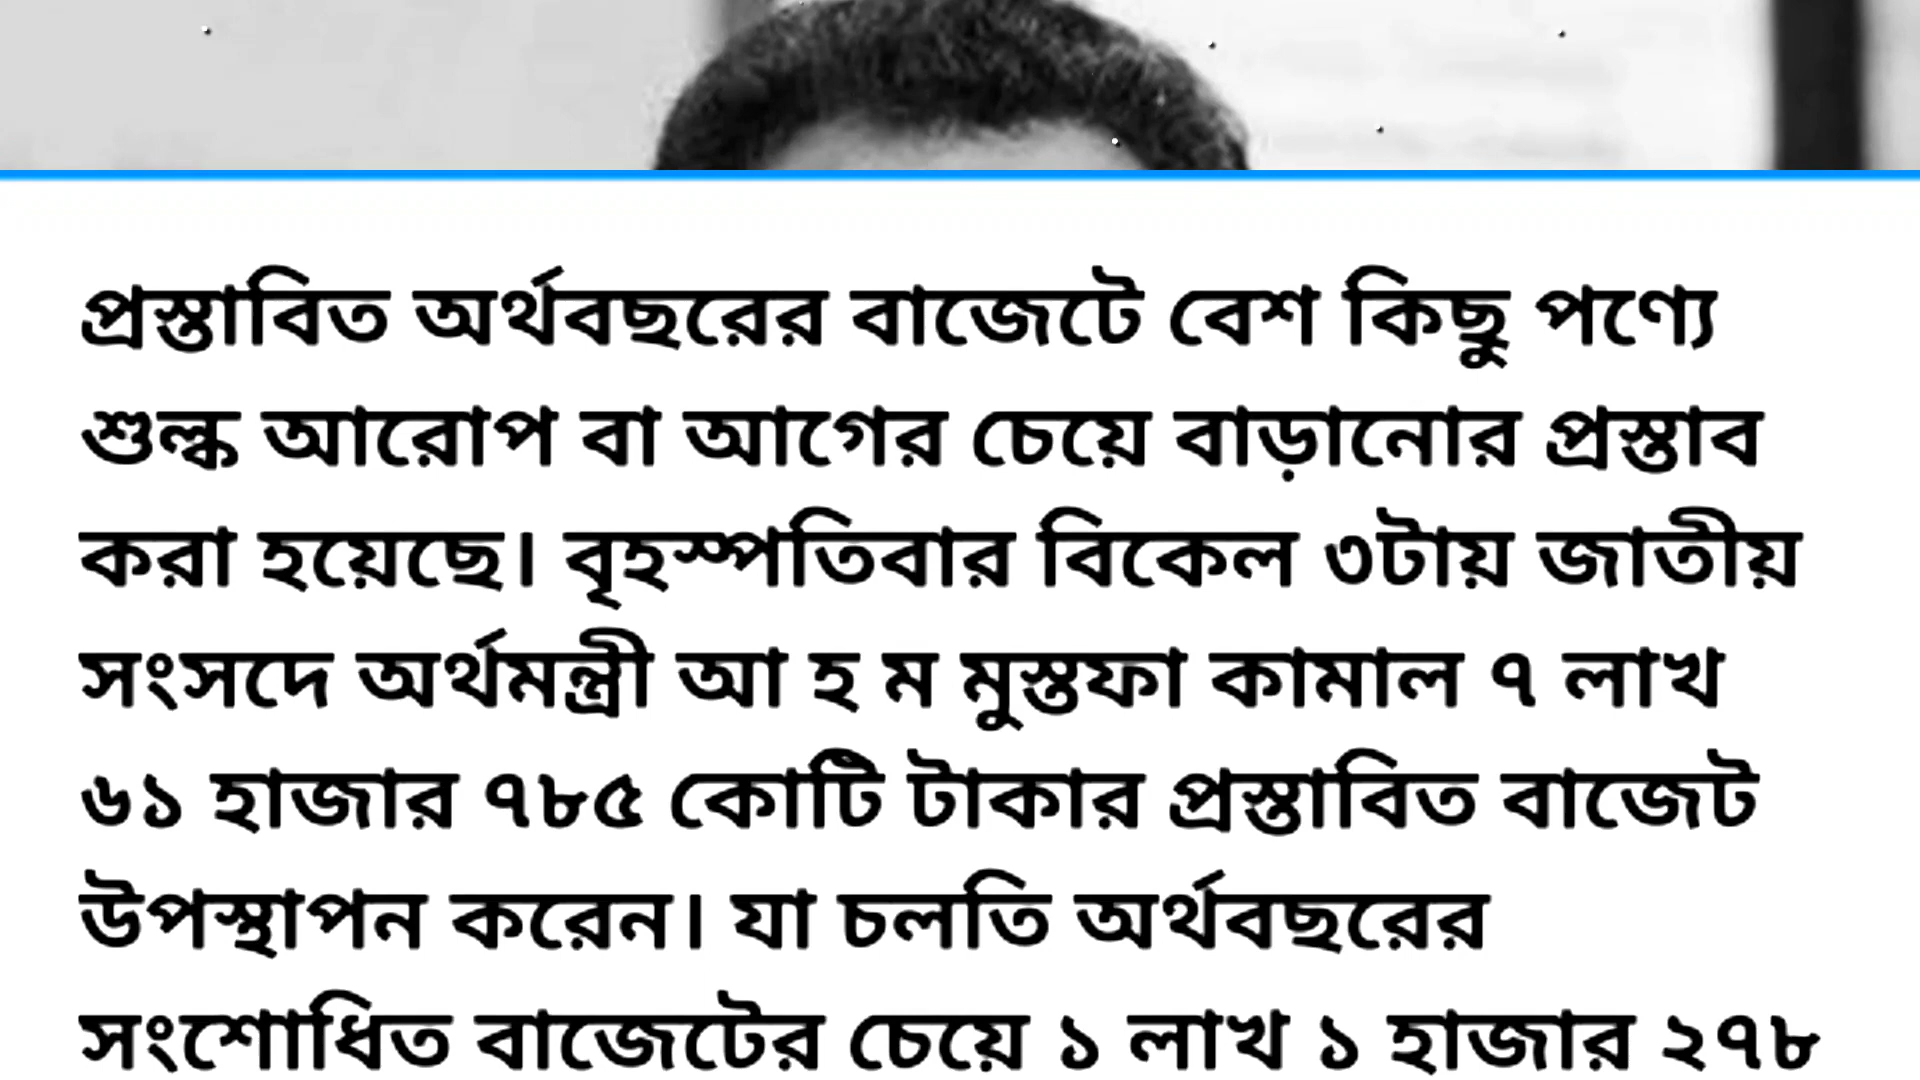 প্রস্তাবিত অর্থবছরের বাজেটে বেশ কিছু পণ্যে
শুল্ক আরোপ বা আগের চেয়ে বাড়ানোর প্রস্তাব
করা হয়েছে। বৃহস্পতিবার বিকেল ৩টায় জাতীয়
সংসদে অর্থমন্ত্রী আ হ ম মুস্তফা কামাল ৭ লাখ
৬১ হাজার ৭৮৫ কোটি টাকার প্রস্তাবিত বাজেট
উপস্থাপন করেন। যা চলতি অর্থবছরের
সংশোধিত বাজেটের চেয়ে ১ লাখ ১ হাজার ২৭৮